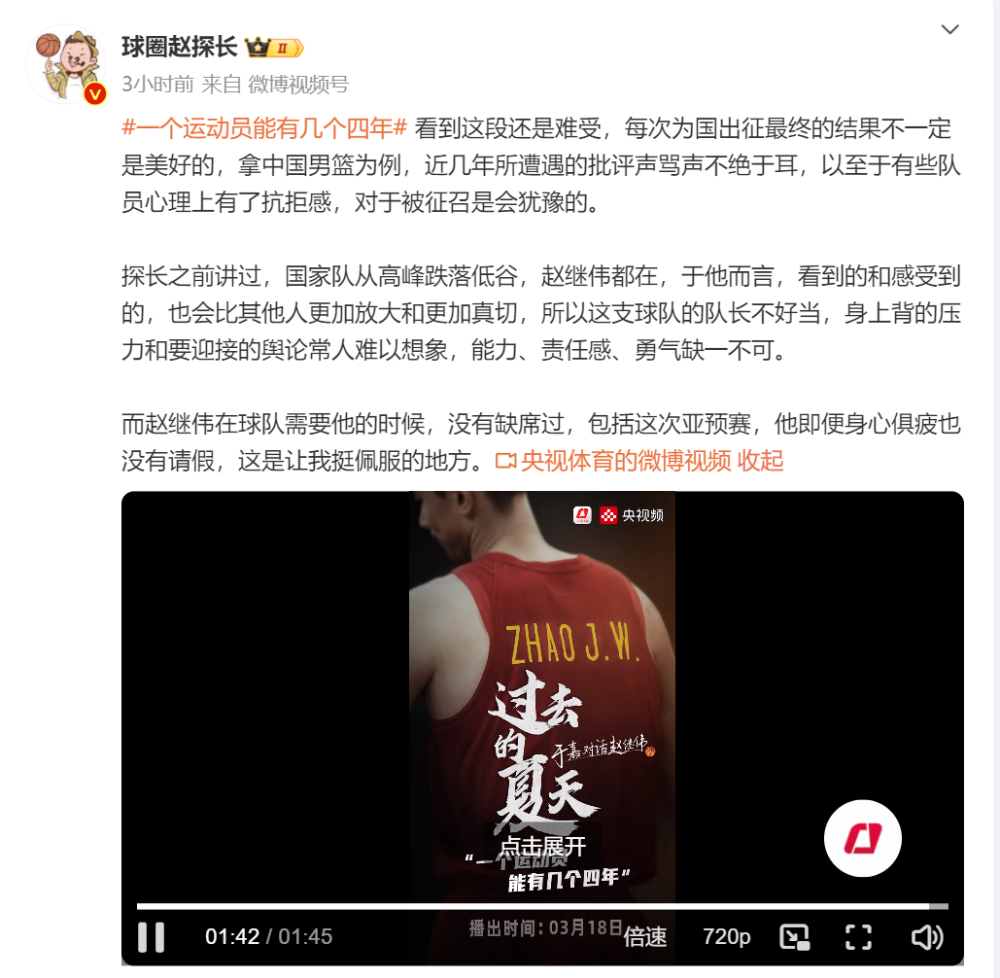 球圈赵探长
II
3小时前 来自 微博视频号
#一个运动员能有几个四年# 看到这段还是难受，每次为国出征最终的结果不一定
是美好的，拿中国男篮为例，近几年所遭遇的批评声骂声不绝于耳，以至于有些队
员心理上有了抗拒感，对于被征召是会犹豫的。
探长之前讲过，国家队从高峰跌落低谷，赵继伟都在，于他而言，看到的和感受到
的，也会比其他人更加放大和更加真切，所以这支球队的队长不好当，身上背的压
力和要迎接的舆论常人难以想象，能力、责任感、勇气缺一不可。
而赵继伟在球队需要他的时候，没有缺席过，包括这次亚预赛，他即便身心俱疲也
没有请假，这是让我挺佩服的地方。央视体育的微博视频 收起
央视频
ZHAO J.W.
过去
的
夏天
于嘉对话赵继伟
点击展开
“一个运动员
能有几个四年”
播出时间：03月18日
01:42 / 01:45
倍速
720p